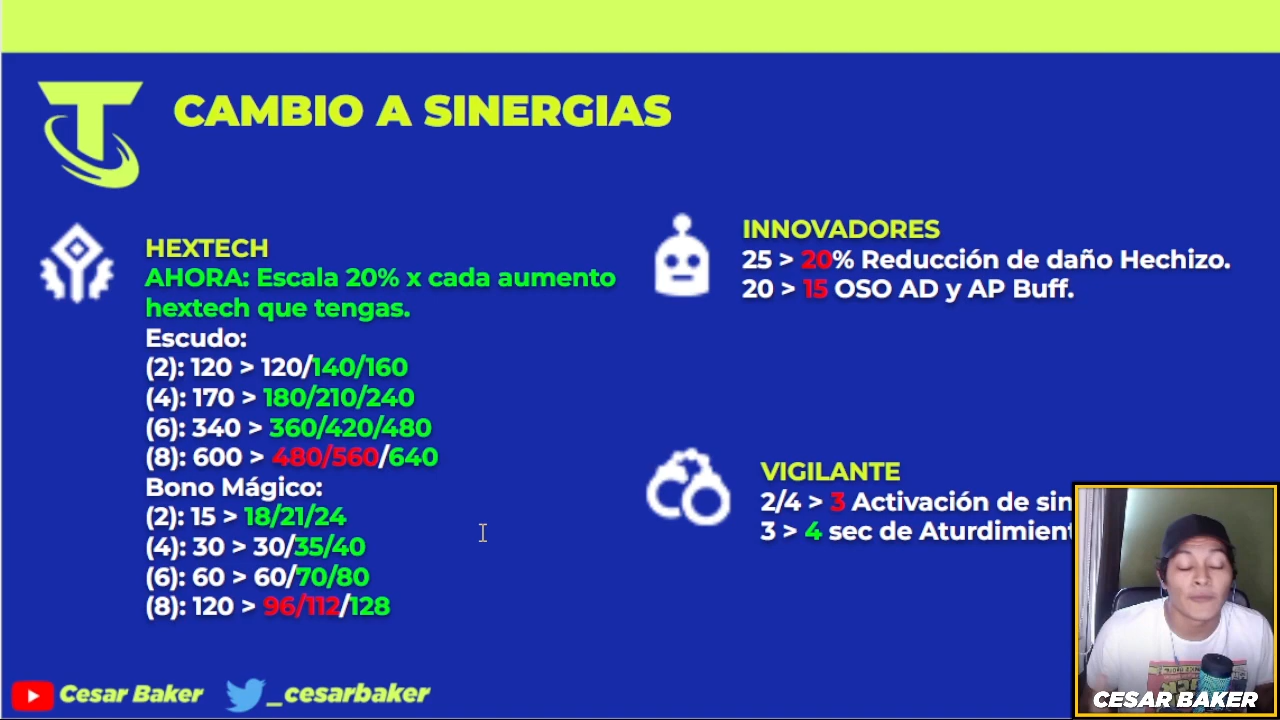 CAMBIO A SINERGIAS
HEXTECH
AHORA: Escala 20% x cada aumento
hextech que tengas.
Escudo:
(2): 120 > 120/140/160
(4): 170 > 180/210/240
(6): 340 > 360/420/480
(8): 600 > 480/560/640
Bono Mágico:
(2): 15 > 18/21/24
(4): 30 > 30/35/40
(6): 60 > 60/70/80
(8): 120 > 96/112/128
INNOVADORES
25 > 20% Reducción de daño Hechizo.
20 > 15 OSO AD y AP Buff.
VIGILANTE
2/4 > 3 Activación de
3 > 4 sec de
Cesar Baker
_cesarbaker
CESAR BAKER